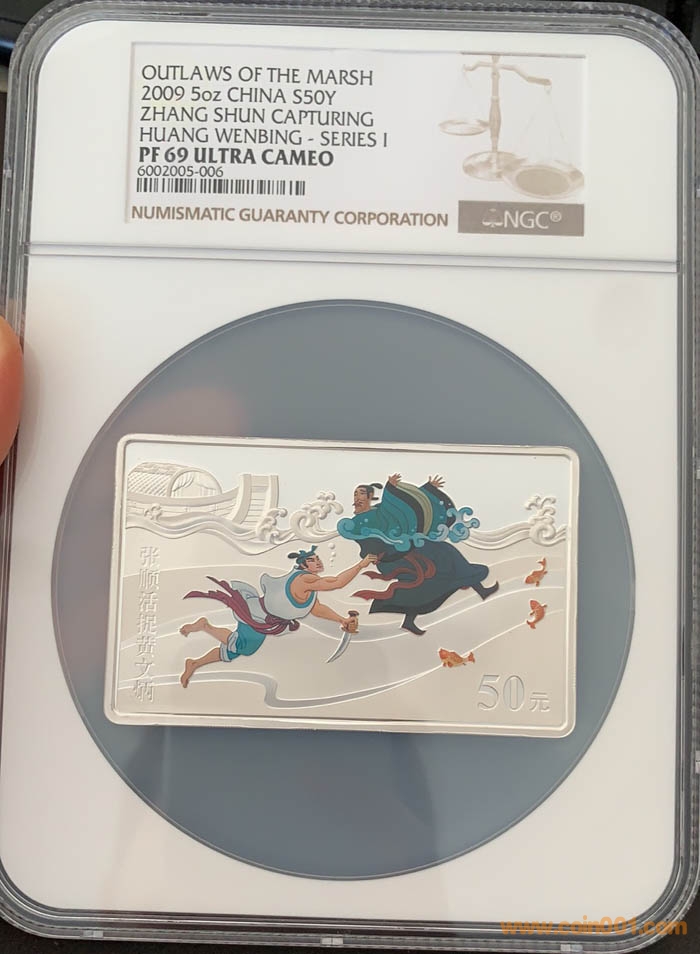 OUTLAWS OF THE MARSH
2009 5oz CHINA S50Y
ZHANG SHUN CAPTURING
HUANG WENBING - SERIES I
PF 69 ULTRA CAMEO
6002005-006
NUMISMATIC GUARANTY CORPORATION
NGC®
张顺活捉黄文炳
50元
www.coin001.com